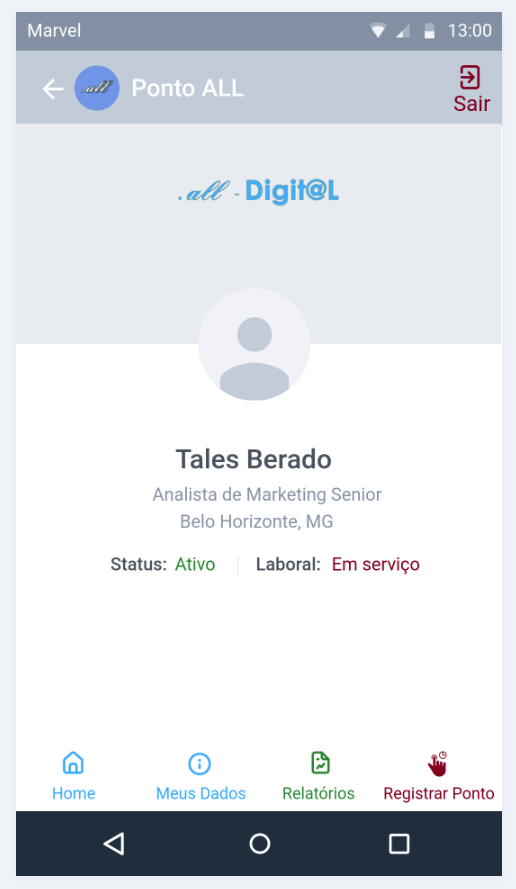 Marvel 13:00
.all Ponto ALL
Sair
.all - Digit@L
Tales Berado
Analista de Marketing Senior
Belo Horizonte, MG
Status: Ativo Laboral: Em serviço
Home Meus Dados Relatórios Registrar Ponto